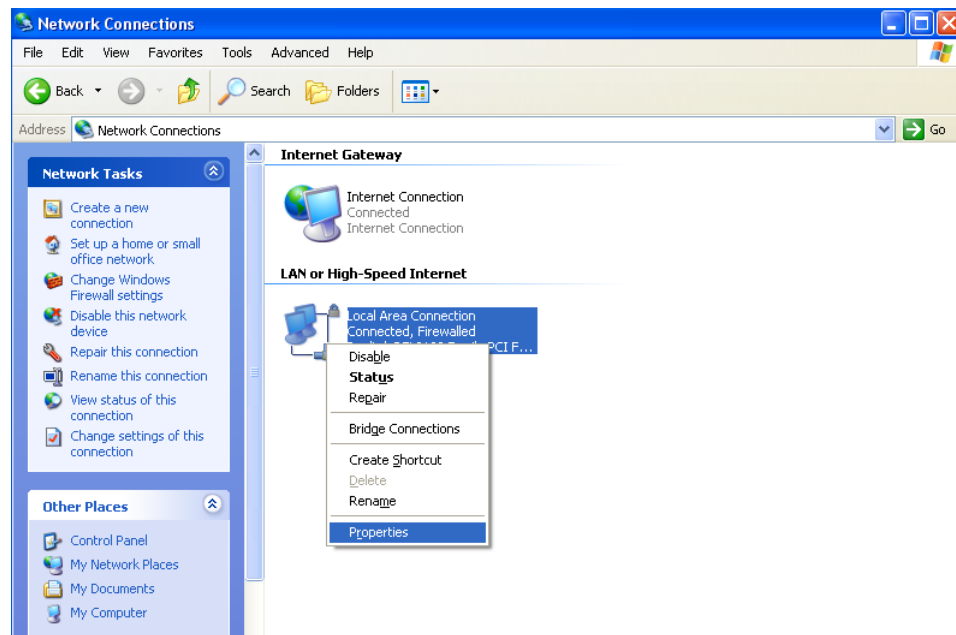 Network Connections
File Edit View Favorites Tools Advanced Help
Back Search Folders
Address Network Connections Go
Network Tasks
Create a new
connection
Set up a home or small
office network
Change Windows
Firewall settings
Disable this network
device
Repair this connection
Rename this connection
View status of this
connection
Change settings of this
connection
Other Places
Control Panel
My Network Places
My Documents
My Computer
Internet Gateway
Internet Connection
Connected
Internet Connection
LAN or High-Speed Internet
Local Area Connection
Connected, Firewalled
PCI F...
Disable
Status
Repair
Bridge Connections
Create Shortcut
Delete
Rename
Properties